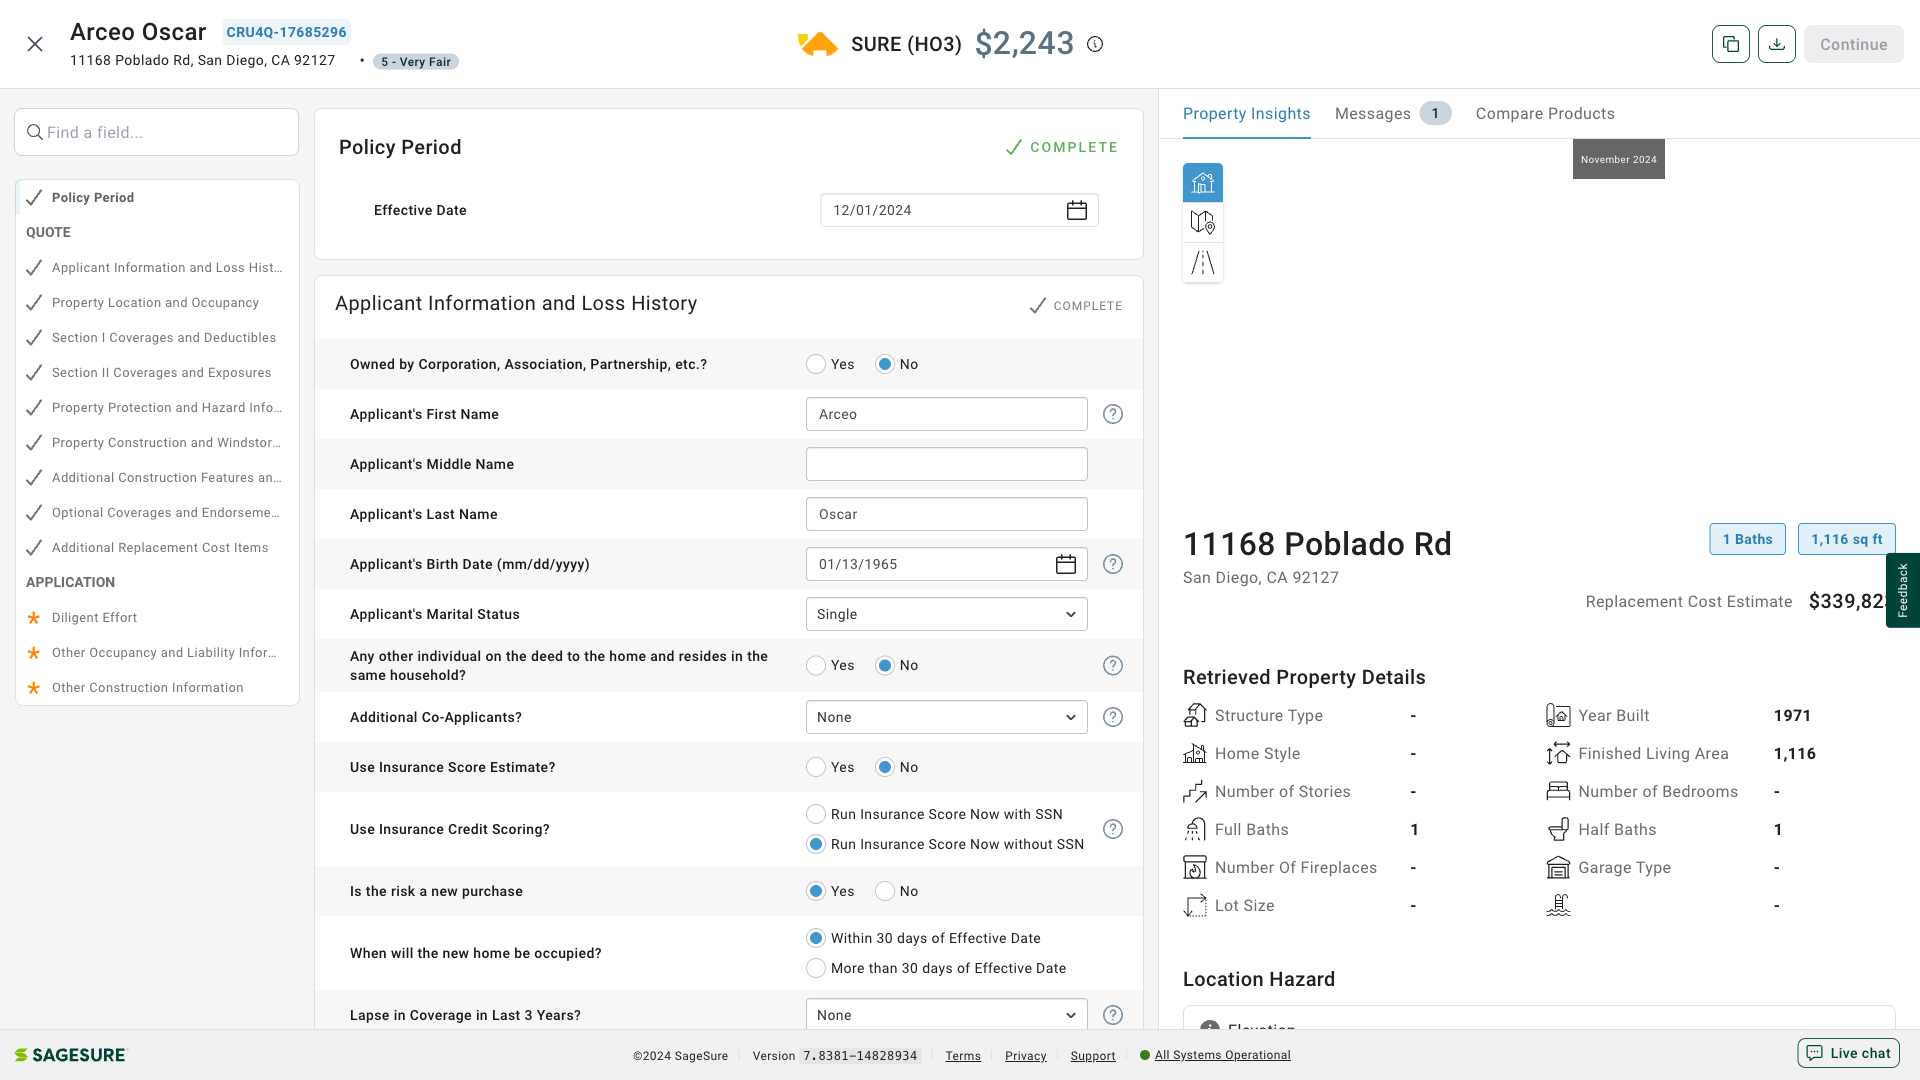 Arceo Oscar CRU4Q-17685296
11168 Poblado Rd, San Diego, CA 92127 • 5 - Very Fair
SURE (HO3) $2,243
Continue
Find a field...
Policy Period
QUOTE
Applicant Information and Loss Hist...
Property Location and Occupancy
Section I Coverages and Deductibles
Section II Coverages and Exposures
Property Protection and Hazard Info...
Property Construction and Windstor...
Additional Construction Features an...
Optional Coverages and Endorseme...
Additional Replacement Cost Items
APPLICATION
Diligent Effort
Other Occupancy and Liability Infor...
Other Construction Information
Policy Period COMPLETE
Effective Date 12/01/2024
Applicant Information and Loss History COMPLETE
Owned by Corporation, Association, Partnership, etc.? Yes No
Applicant's First Name Arceo
Applicant's Middle Name
Applicant's Last Name Oscar
Applicant's Birth Date (mm/dd/yyyy) 01/13/1965
Applicant's Marital Status Single
Any other individual on the deed to the home and resides in the
same household? Yes No
Additional Co-Applicants? None
Use Insurance Score Estimate? Yes No
Use Insurance Credit Scoring?
Run Insurance Score Now with SSN
Run Insurance Score Now without SSN
Is the risk a new purchase Yes No
When will the new home be occupied?
Within 30 days of Effective Date
More than 30 days of Effective Date
Lapse in Coverage in Last 3 Years? None
Property Insights Messages 1 Compare Products
November 2024
11168 Poblado Rd 1 Baths 1,116 sq ft
San Diego, CA 92127
Replacement Cost Estimate $339,82
Feedback
Retrieved Property Details
Structure Type - Year Built 1971
Home Style - Finished Living Area 1,116
Number of Stories - Number of Bedrooms -
Full Baths 1 Half Baths 1
Number Of Fireplaces - Garage Type -
Lot Size - -
Location Hazard
Elevation
SAGESURE
©2024 SageSure Version 7.8381-14828934 Terms Privacy Support All Systems Operational
Live chat